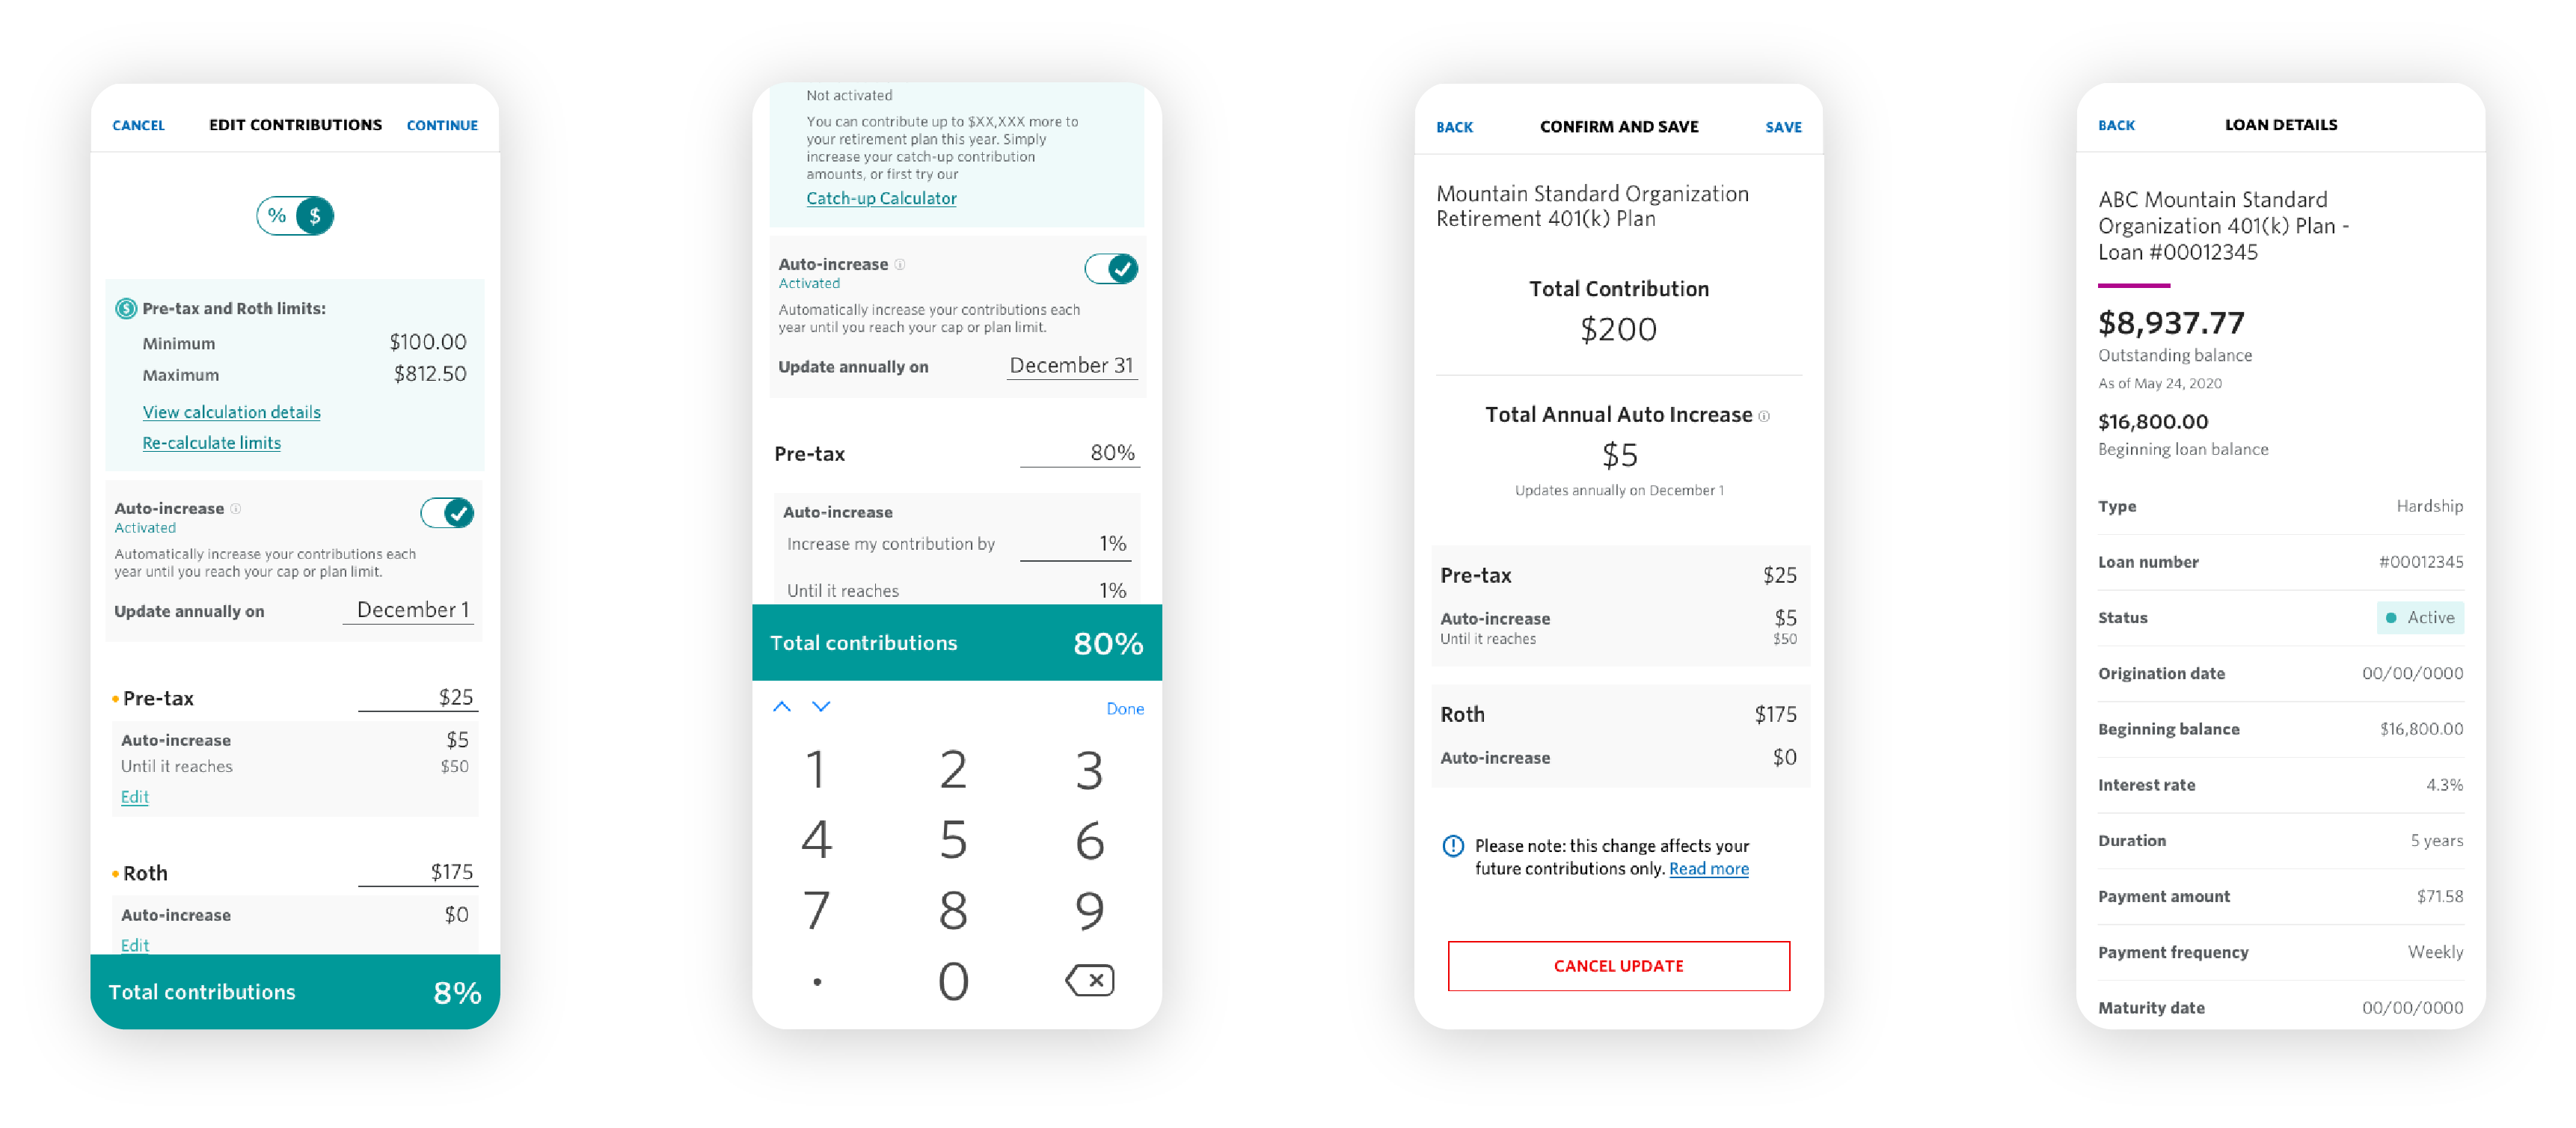 CANCEL EDIT CONTRIBUTIONS CONTINUE
% $
Pre-tax and Roth limits:
Minimum $100.00
Maximum $812.50
View calculation details
Re-calculate limits
Auto-increase
Activated
Automatically increase your contributions each
year until you reach your cap or plan limit.
Update annually on December 1
Pre-tax $25
Auto-increase $5
Until it reaches $50
Edit
Roth $175
Auto-increase $0
Edit
Total contributions 8%
Not activated
You can contribute up to $XX,XXX more to
your retirement plan this year. Simply
increase your catch-up contribution
amounts, or first try our
Catch-up Calculator
Auto-increase
Activated
Automatically increase your contributions each
year until you reach your cap or plan limit.
Update annually on December 31
Pre-tax 80%
Auto-increase
Increase my contribution by 1%
Until it reaches 1%
Total contributions 80%
Done
1 2 3
4 5 6
7 8 9
. 0
BACK CONFIRM AND SAVE SAVE
Mountain Standard Organization
Retirement 401(k) Plan
Total Contribution
$200
Total Annual Auto Increase
$5
Updates annually on December 1
Pre-tax $25
Auto-increase $5
Until it reaches $50
Roth $175
Auto-increase $0
Please note: this change affects your
future contributions only. Read more
CANCEL UPDATE
BACK LOAN DETAILS
ABC Mountain Standard
Organization 401(k) Plan -
Loan #00012345
$8,937.77
Outstanding balance
As of May 24, 2020
$16,800.00
Beginning loan balance
Type Hardship
Loan number #00012345
Status Active
Origination date 00/00/0000
Beginning balance $16,800.00
Interest rate 4.3%
Duration 5 years
Payment amount $71.58
Payment frequency Weekly
Maturity date 00/00/0000